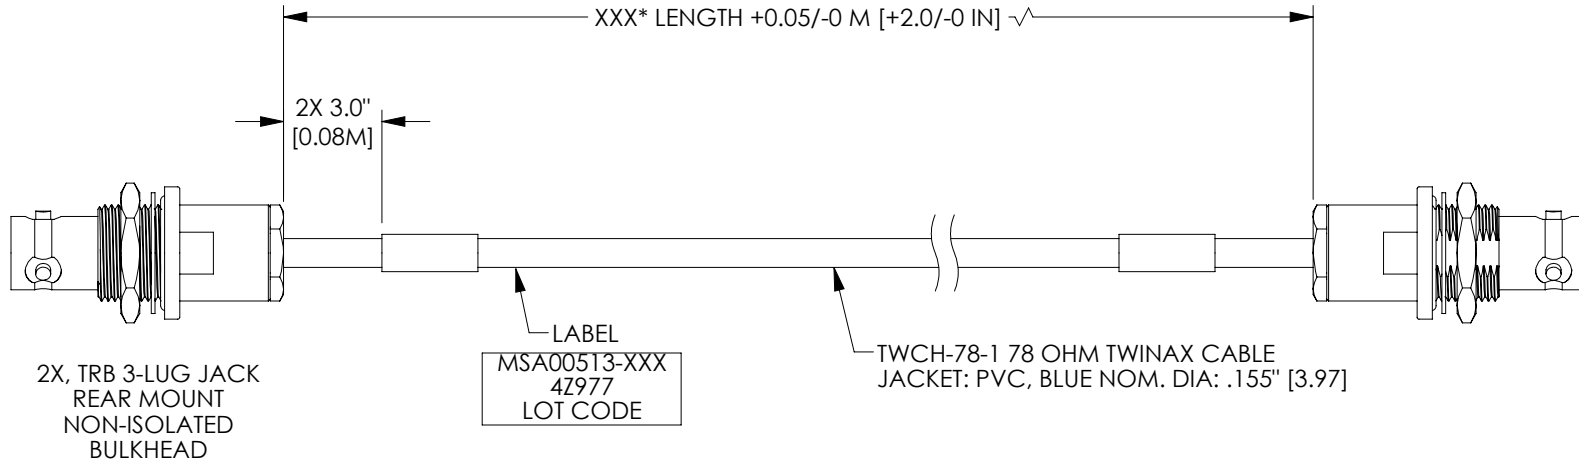 XXX* LENGTH +0.05/-0 M [+2.0/-0 IN]
2X 3.0"
[0.08M]
LABEL
MSA00513-XXX
4Z977
LOT CODE
TWCH-78-1 78 OHM TWINAX CABLE
JACKET: PVC, BLUE NOM. DIA: .155" [3.97]
2X, TRB 3-LUG JACK
REAR MOUNT
NON-ISOLATED
BULKHEAD